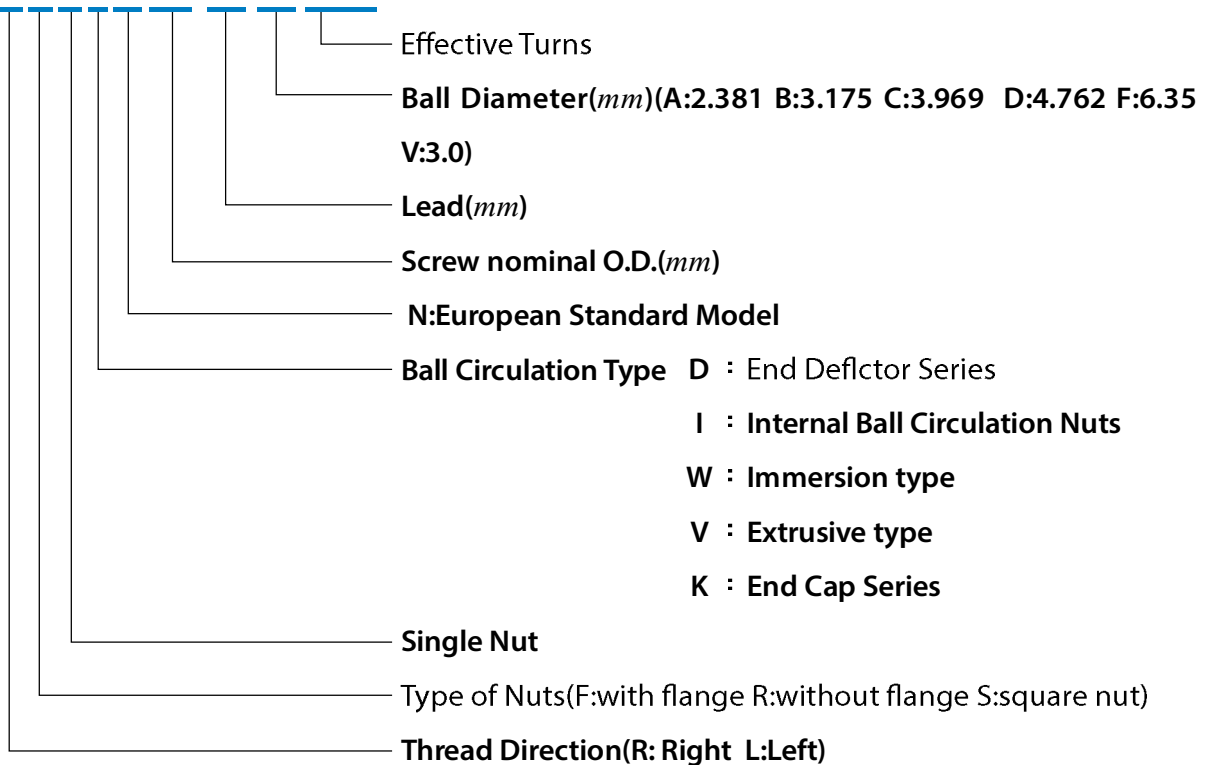 Effective Turns
Ball Diameter(mm)(A:2.381 B:3.175 C:3.969 D:4.762 F:6.35
V:3.0)
Lead(mm)
Screw nominal O.D.(mm)
N:European Standard Model
Ball Circulation Type D : End Deflctor Series
I : Internal Ball Circulation Nuts
W : Immersion type
V : Extrusive type
K : End Cap Series
Single Nut
Type of Nuts(F:with flange R:without flange S:square nut)
Thread Direction(R: Right L:Left)